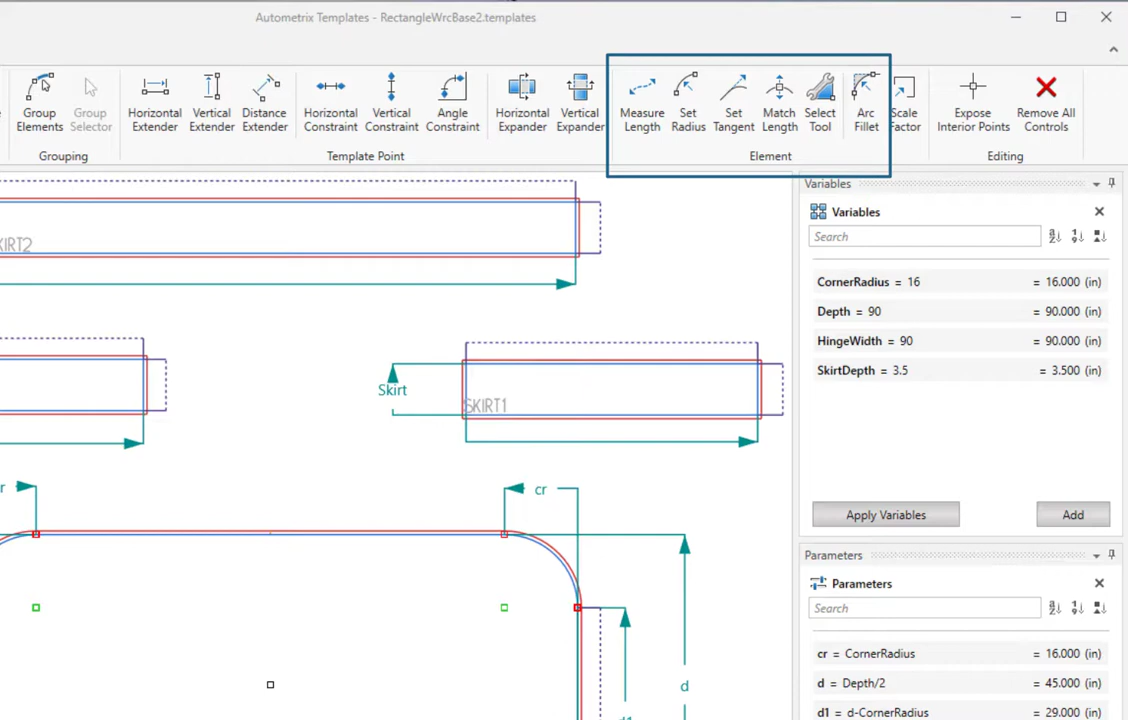 Autometrix Templates - RectangleWrcBase2.templates
Group Elements
Group Selector
Horizontal Extender
Vertical Extender
Distance Extender
Horizontal Constraint
Vertical Constraint
Angle Constraint
Horizontal Expander
Vertical Expander
Measure Length
Set Radius
Set Tangent
Match Length
Select Tool
Arc Fillet
Scale Factor
Expose Interior Points
Remove All Controls
Grouping
Template Point
Element
Editing
Variables
Variables
Search
CornerRadius = 16 = 16.000 (in)
Depth = 90 = 90.000 (in)
HingeWidth = 90 = 90.000 (in)
SkirtDepth = 3.5 = 3.500 (in)
Apply Variables
Add
Parameters
Parameters
Search
cr = CornerRadius = 16.000 (in)
d = Depth/2 = 45.000 (in)
d1 = d-CornerRadius = 29.000 (in)
KIRT2
Skirt
SKIRT1
r
cr
d